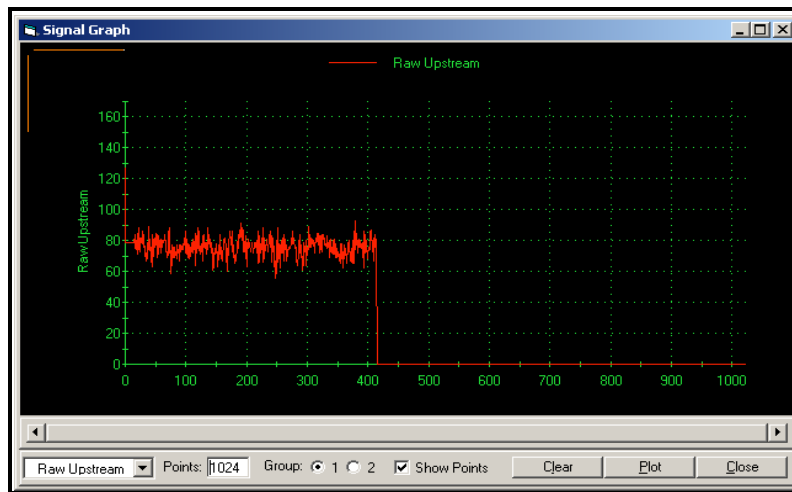 Signal Graph
Raw Upstream
160
140
120
100
80
60
40
20
0
Raw Upstream
0 100 200 300 400 500 600 700 800 900 1000
Raw Upstream Points: 1024 Group: 1 2 Show Points Clear Plot Close